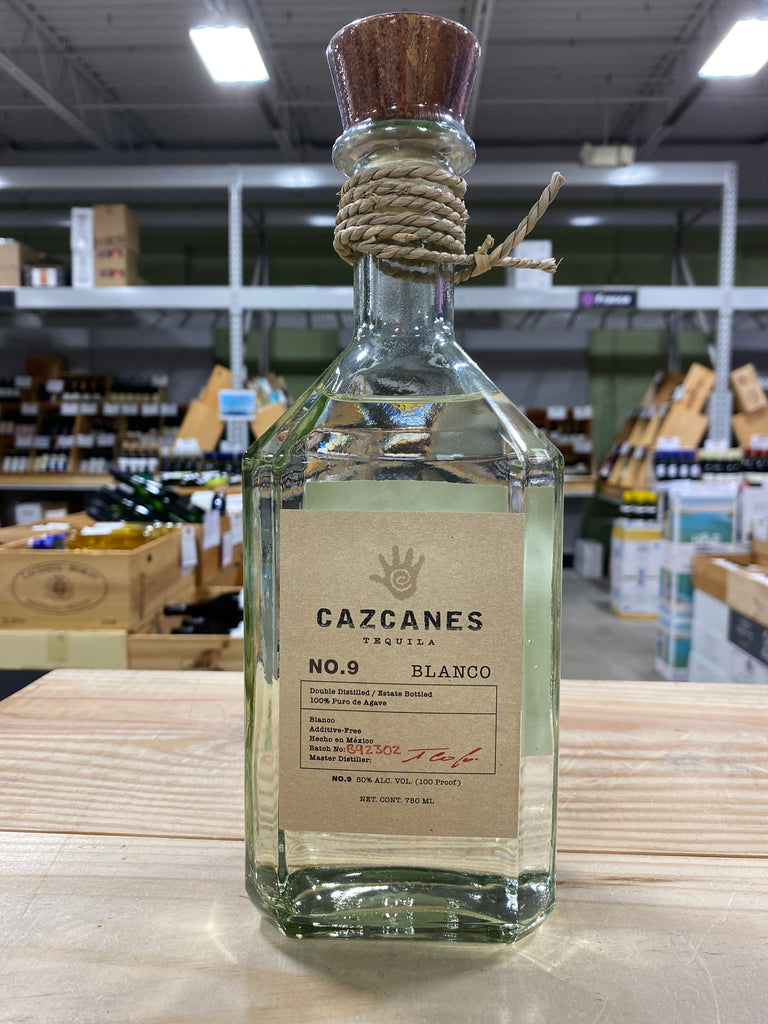 France
CAZCANES
TEQUILA
NO.9 BLANCO
Double Distilled / Estate Bottled
100% Puro de Agave
Blanco
Additive-Free
Hecho en México
Batch No: B92302
Master Distiller:
NO.9 50% ALC. VOL. (100 Proof)
NET. CONT. 750 ML